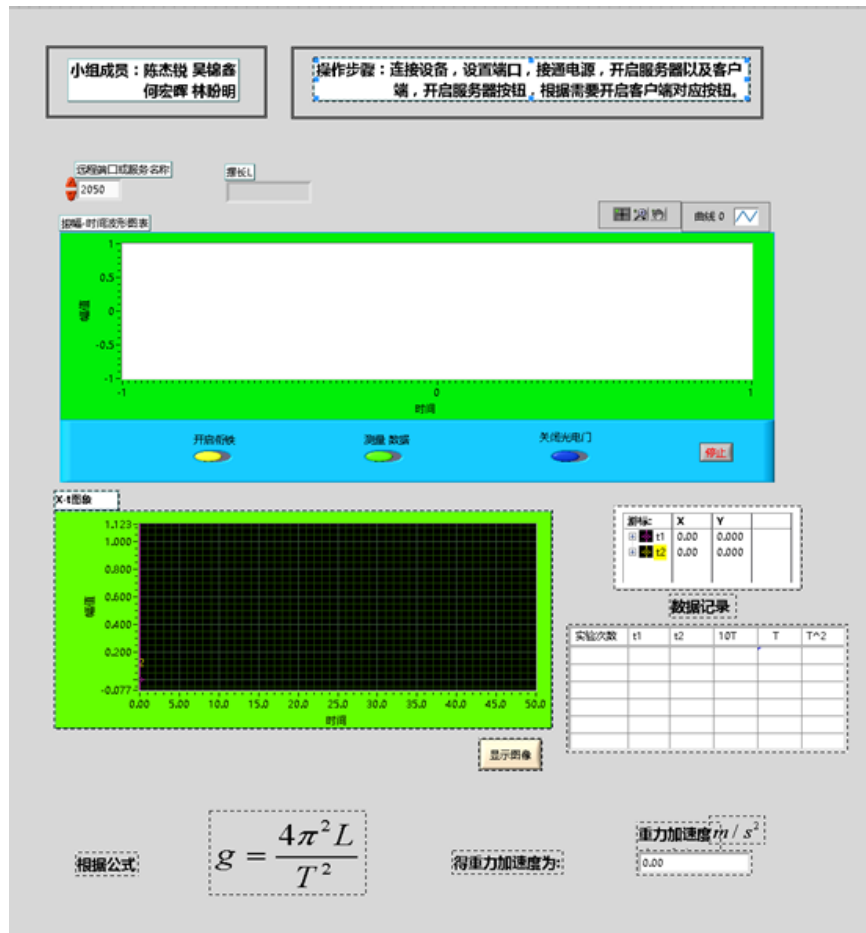 小组成员：陈杰锐 吴锦鑫
何宏晖 林盼明
操作步骤：连接设备，设置端口，接通电源，开启服务器以及客户
端，开启服务器按钮，根据需要开启客户端对应按钮。
远程端口或服务名称
2050
摆长L
振幅-时间波形图表
曲线 0
1
0.5
0
-0.5
-1
幅值
-1 0 1
时间
开启衔铁 测量 数据 关闭光电门
停止
X-t图象
1.123
1.000
0.800
0.600
0.400
0.200
-0.077
幅值
2
0.00 5.00 10.0 15.0 20.0 25.0 30.0 35.0 40.0 45.0 50.0
时间
游标: X Y
t1 0.00 0.000
t2 0.00 0.000
数据记录
实验次数 t1 t2 10T T T^2
显示图像
根据公式
g = 4π²L / T²
得重力加速度为:
重力加速度 m / s²
0.00